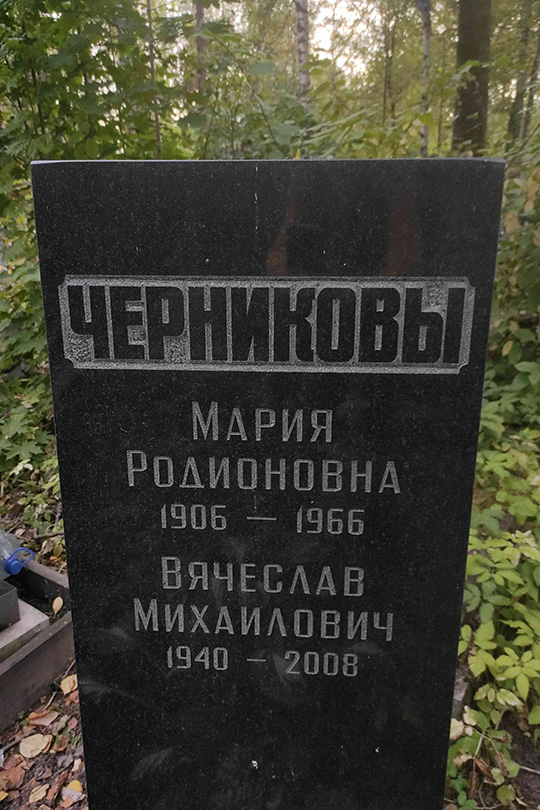 ЧЕРНИКОВЫ
МАРИЯ
РОДИОНОВНА
1906 — 1966
ВЯЧЕСЛАВ
МИХАИЛОВИЧ
1940 — 2008